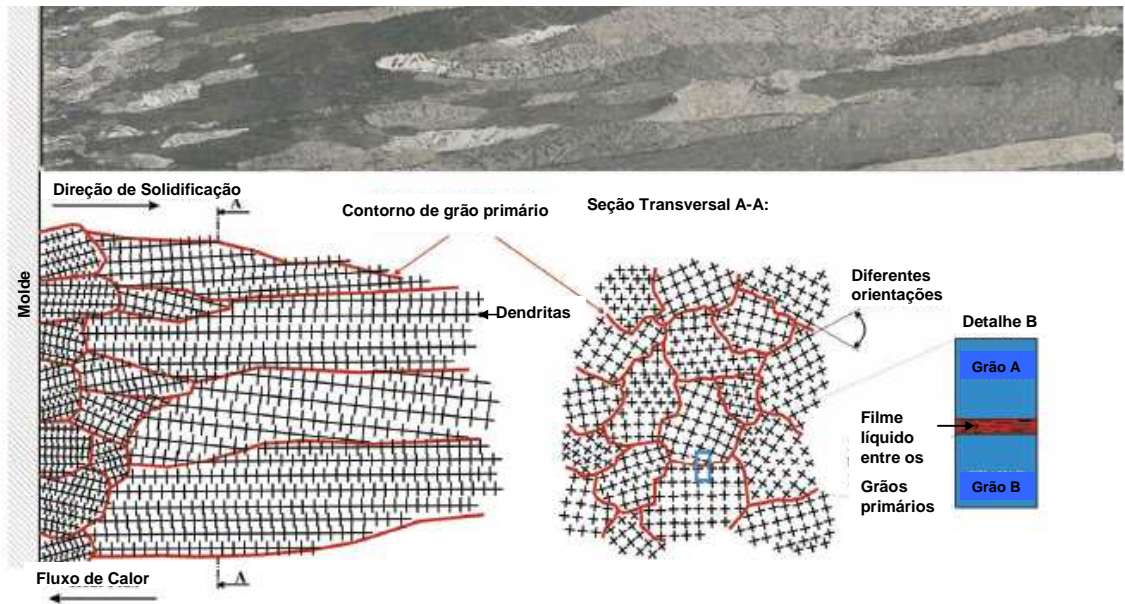 Direção de Solidificação
A
Contorno de grão primário
Seção Transversal A-A:
Molde
Dendritas
Diferentes
orientações
Detalhe B
Grão A
Filme
líquido
entre os
Grãos
primários
Grão B
Fluxo de Calor
A